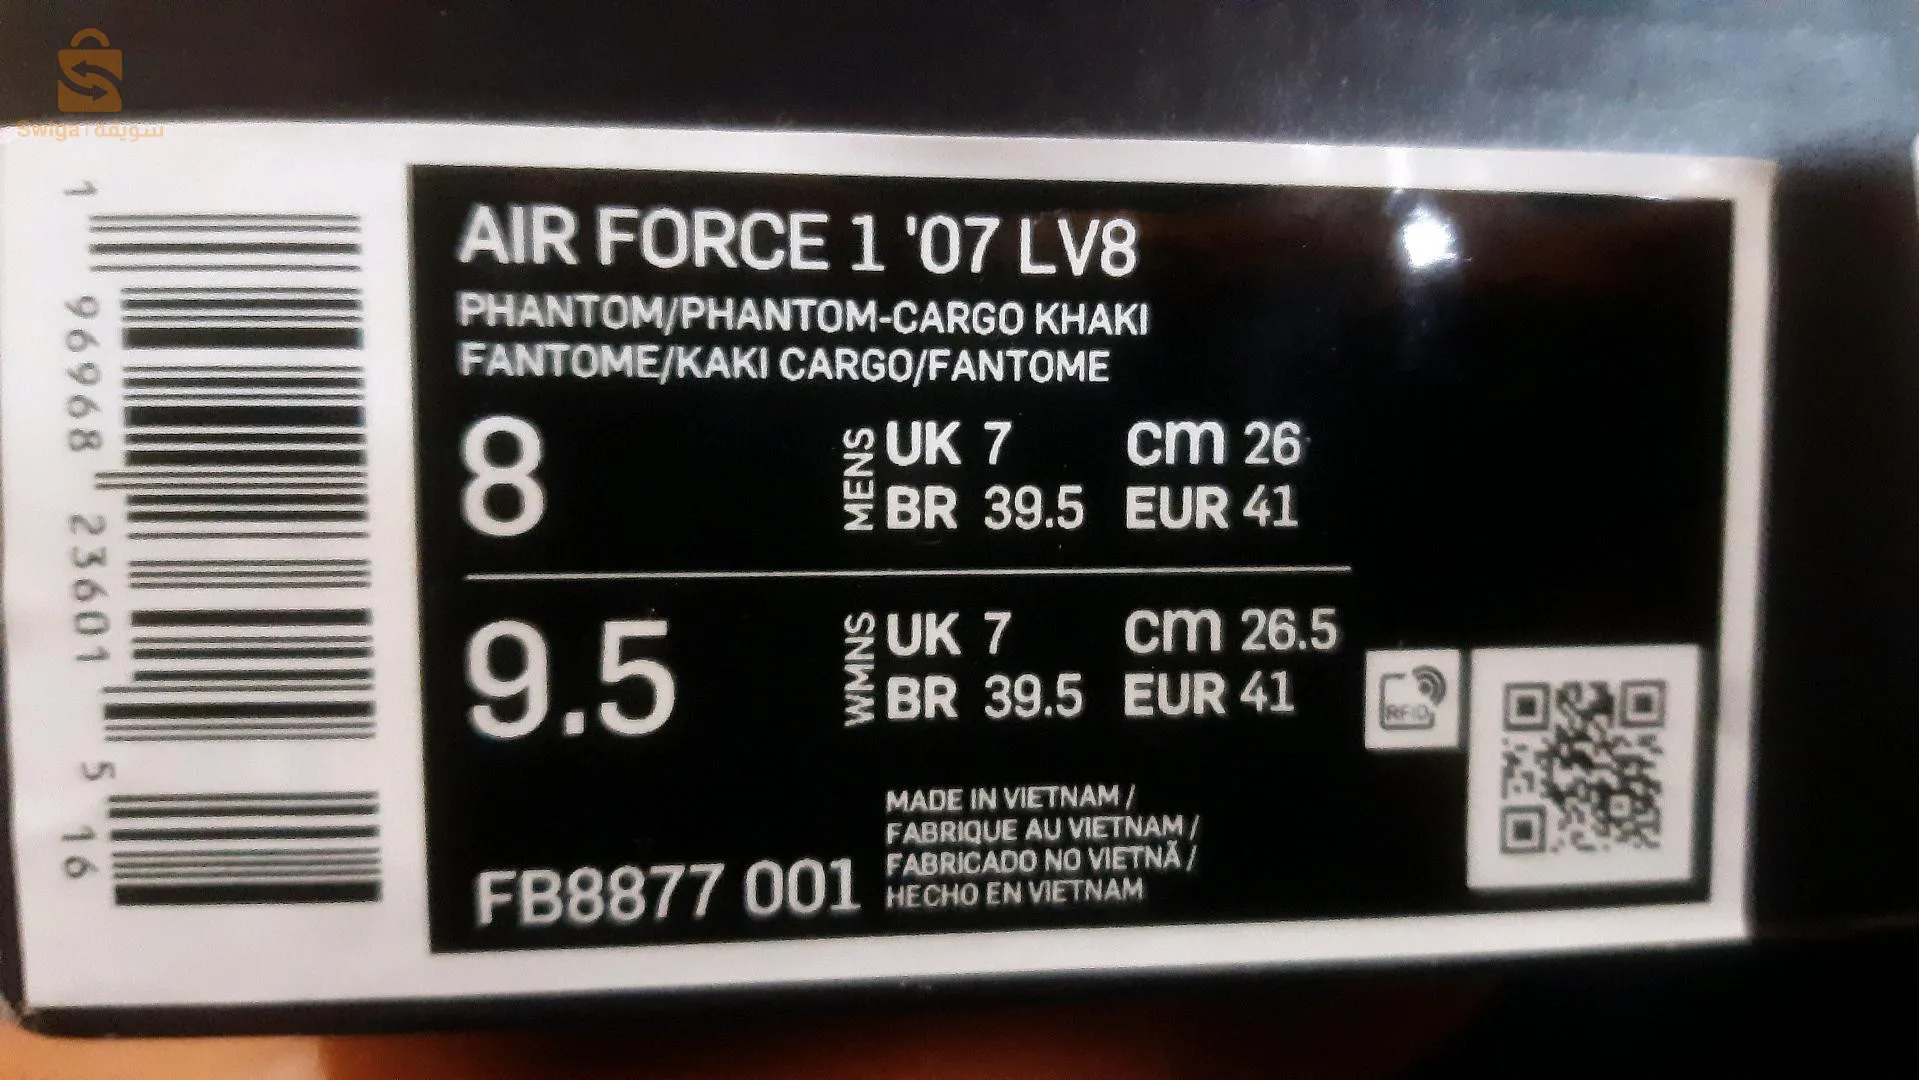 Swiga | سويقة
1 96968 23601 5 16
AIR FORCE 1 '07 LV8
PHANTOM/PHANTOM-CARGO KHAKI
FANTOME/KAKI CARGO/FANTOME
8 MENS UK 7 cm 26
BR 39.5 EUR 41
9.5 WMNS UK 7 cm 26.5
BR 39.5 EUR 41
RFID
MADE IN VIETNAM /
FABRIQUE AU VIETNAM /
FABRICADO NO VIETNÃ /
HECHO EN VIETNAM
FB8877 001